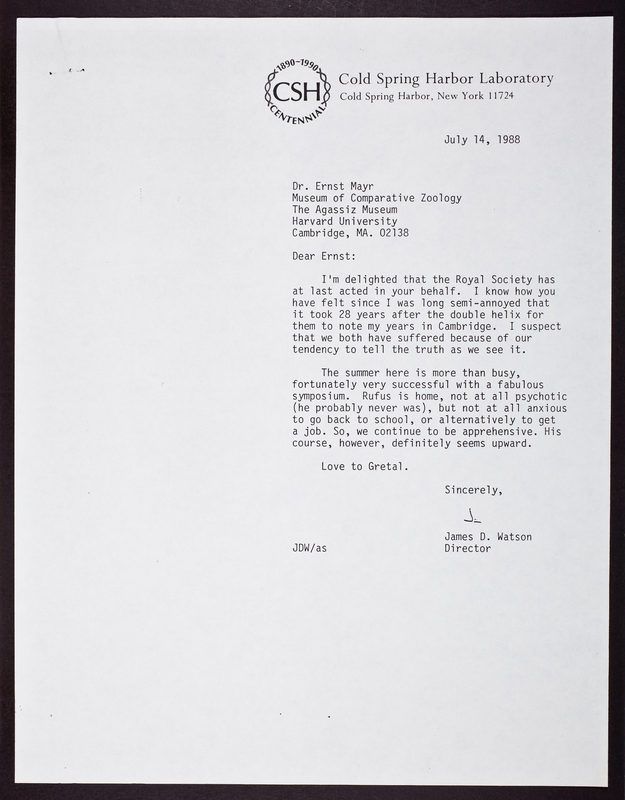 1890-1990
CSH
CENTENNIAL
Cold Spring Harbor Laboratory
Cold Spring Harbor, New York 11724
July 14, 1988
Dr. Ernst Mayr
Museum of Comparative Zoology
The Agassiz Museum
Harvard University
Cambridge, MA. 02138
Dear Ernst:
I'm delighted that the Royal Society has
at last acted in your behalf. I know how you
have felt since I was long semi-annoyed that
it took 28 years after the double helix for
them to note my years in Cambridge. I suspect
that we both have suffered because of our
tendency to tell the truth as we see it.
The summer here is more than busy,
fortunately very successful with a fabulous
symposium. Rufus is home, not at all psychotic
(he probably never was), but not at all anxious
to go back to school, or alternatively to get
a job. So, we continue to be apprehensive. His
course, however, definitely seems upward.
Love to Gretal.
Sincerely,
James D. Watson
JDW/as
Director